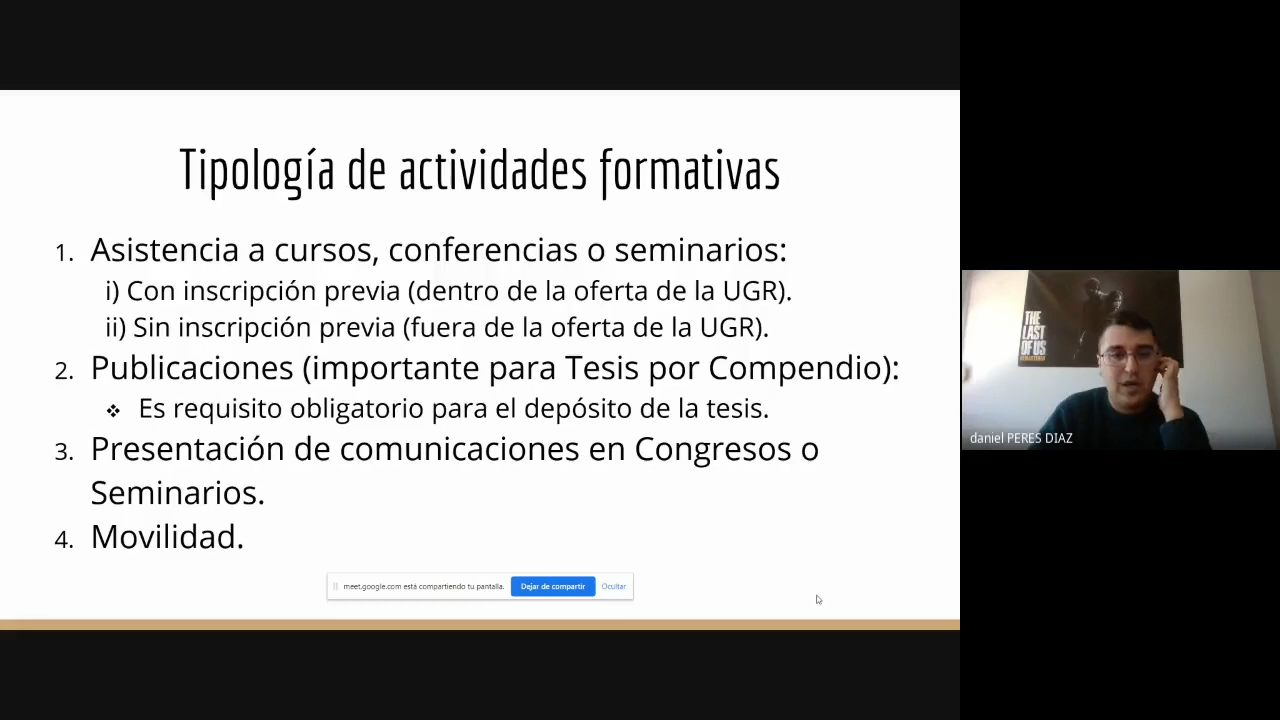 Tipología de actividades formativas
1. Asistencia a cursos, conferencias o seminarios:
i) Con inscripción previa (dentro de la oferta de la UGR).
ii) Sin inscripción previa (fuera de la oferta de la UGR).
2. Publicaciones (importante para Tesis por Compendio):
❖ Es requisito obligatorio para el depósito de la tesis.
3. Presentación de comunicaciones en Congresos o
Seminarios.
4. Movilidad.
meet.google.com está compartiendo tu pantalla. Dejar de compartir Ocultar
THE
LAST
OF US
REMASTERED
daniel PERES DIAZ